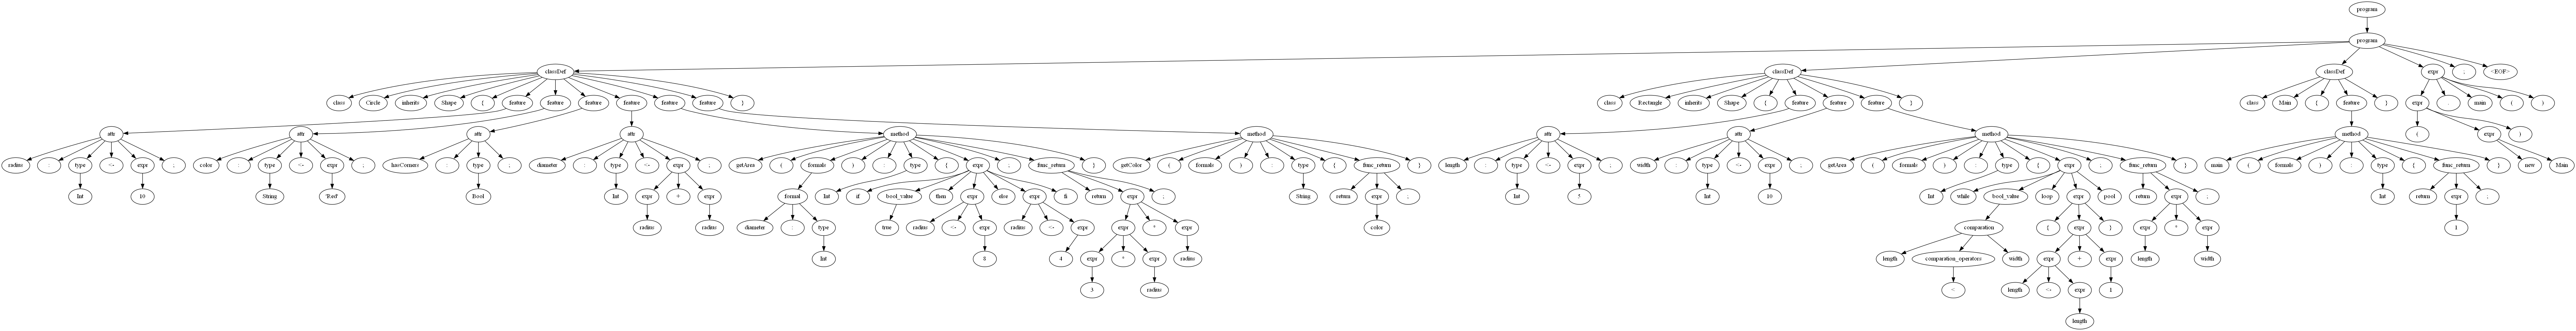 program
program
classDef classDef classDef expr ; <EOF>
class Circle inherits Shape { feature feature feature feature feature feature } class Rectangle inherits Shape { feature feature feature } class Main { feature } expr . main ( )
attr attr attr attr method method attr attr method method ( expr )
radius : type <- expr ; color : type <- expr ; hasCorners : type ; diameter : type <- expr ; getArea ( formals ) : type { expr ; func_return } getColor ( formals ) : type { func_return } length : type <- expr ; width : type <- expr ; getArea ( formals ) : type { expr ; func_return } main ( formals ) : type { func_return } new Main
Int 10 String 'Red' Bool Int expr + expr formal Int if bool_value then expr else expr fi return expr ; String return expr ; Int 5 Int 10 Int while bool_value loop expr pool return expr ; Int return expr ;
radius radius diameter : type true radius <- expr radius <- expr expr * expr color comparation { expr } expr * expr 1
Int 8 4 expr * expr radius length comparation_operators width expr + expr length width
3 radius < length <- expr 1
length